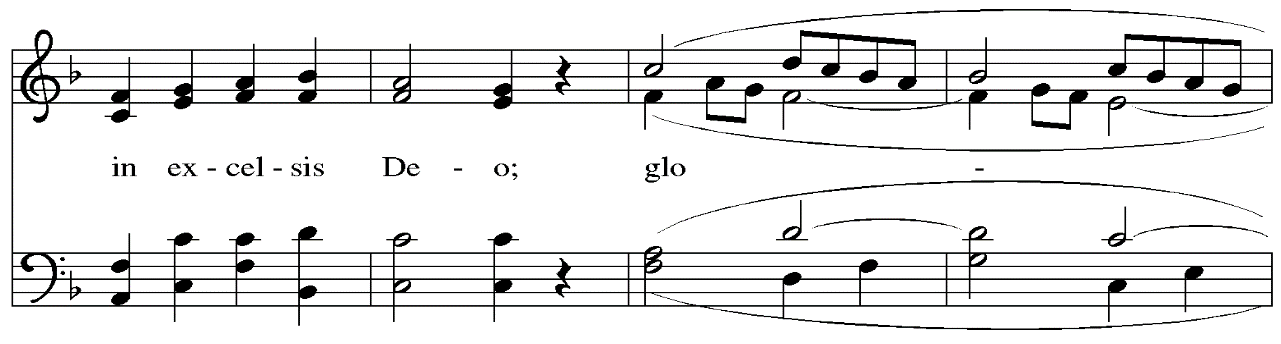 in ex - cel - sis De - o; glo -